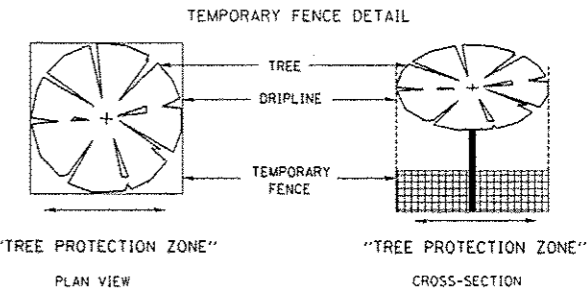 TEMPORARY FENCE DETAIL
TREE
DRIPLINE
TEMPORARY
FENCE
"TREE PROTECTION ZONE"
"TREE PROTECTION ZONE"
PLAN VIEW
CROSS-SECTION